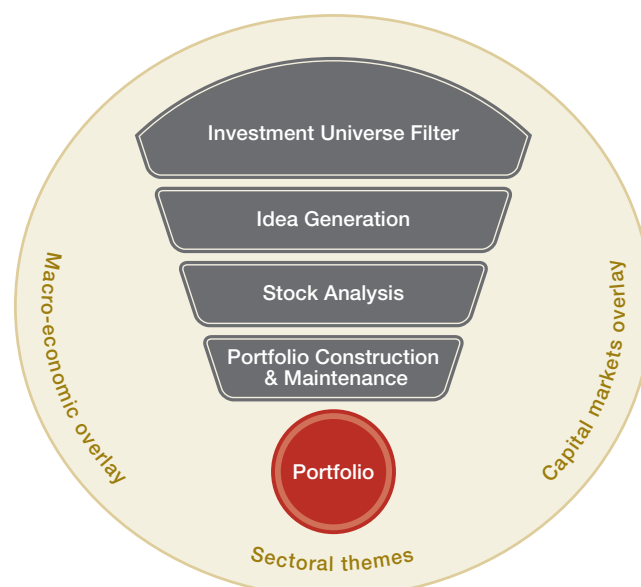 Investment Universe Filter
Idea Generation
Stock Analysis
Portfolio Construction
& Maintenance
Portfolio
Macro-economic overlay
Sectoral themes
Capital markets overlay